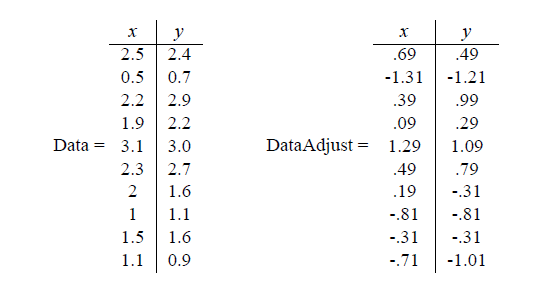 x y x y
2.5 2.4 .69 .49
0.5 0.7 -1.31 -1.21
2.2 2.9 .39 .99
1.9 2.2 .09 .29
Data = 3.1 3.0 DataAdjust = 1.29 1.09
2.3 2.7 .49 .79
2 1.6 .19 -.31
1 1.1 -.81 -.81
1.5 1.6 -.31 -.31
1.1 0.9 -.71 -1.01